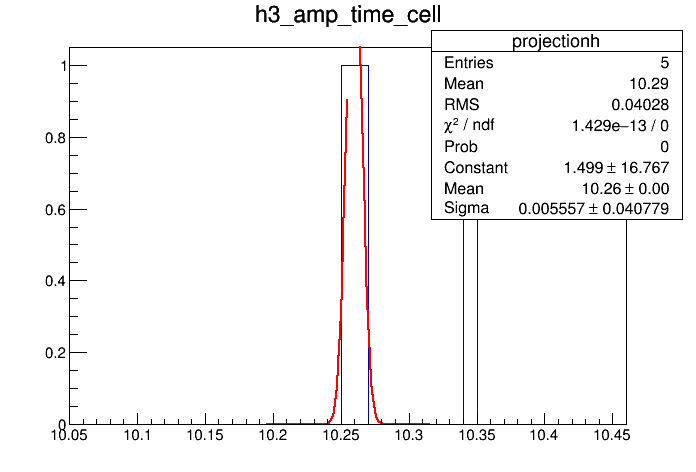 h3_amp_time_cell
projectionh
Entries 5
Mean 10.29
RMS 0.04028
χ² / ndf 1.429e−13 / 0
Prob 0
Constant 1.499 ± 16.767
Mean 10.26 ± 0.00
Sigma 0.005557 ± 0.040779
1
0.8
0.6
0.4
0.2
0
10.05 10.1 10.15 10.2 10.25 10.3 10.35 10.4 10.45